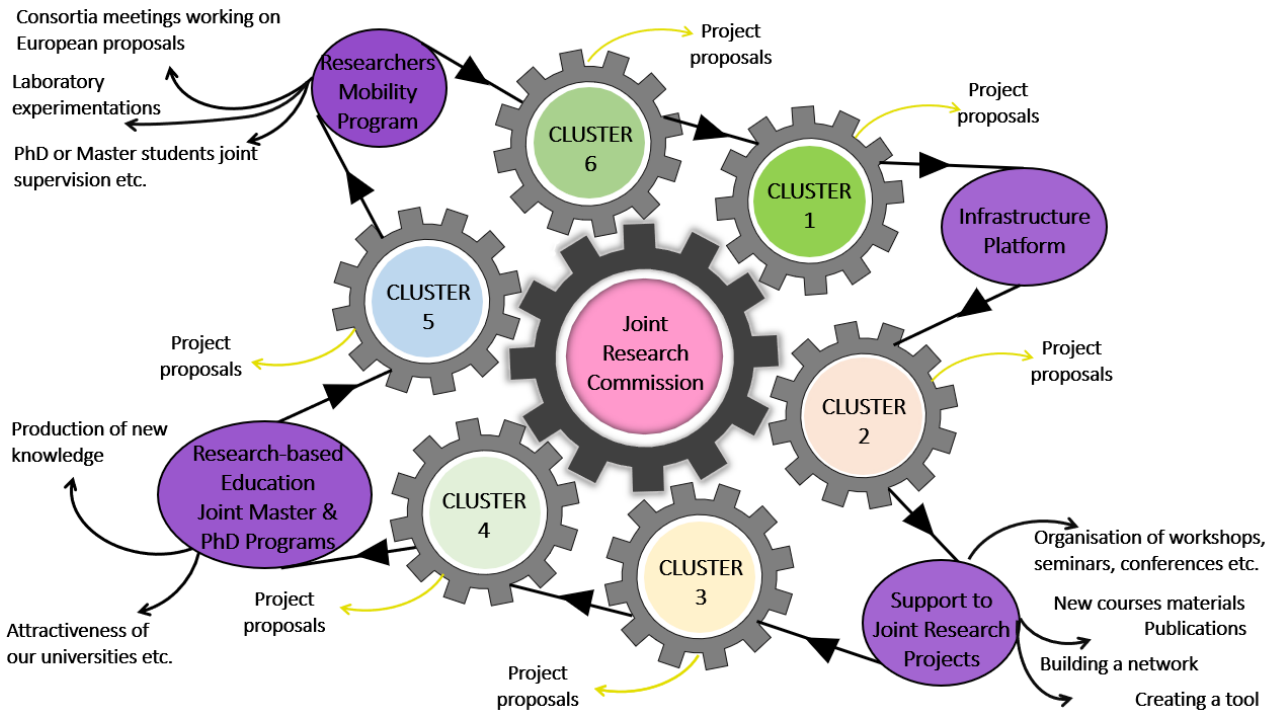 Consortia meetings working on
European proposals
Laboratory
experimentations
PhD or Master students joint
supervision etc.
Researchers
Mobility
Program
Project
proposals
CLUSTER
6
Project
proposals
CLUSTER
1
Infrastructure
Platform
CLUSTER
5
Joint
Research
Commission
Project
proposals
Project
proposals
CLUSTER
2
Production of new
knowledge
Research-based
Education
Joint Master &
PhD Programs
CLUSTER
4
CLUSTER
3
Organisation of workshops,
seminars, conferences etc.
Support to
Joint Research
Projects
New courses materials
Publications
Building a network
Creating a tool
Attractiveness of
our universities etc.
Project
proposals
Project
proposals